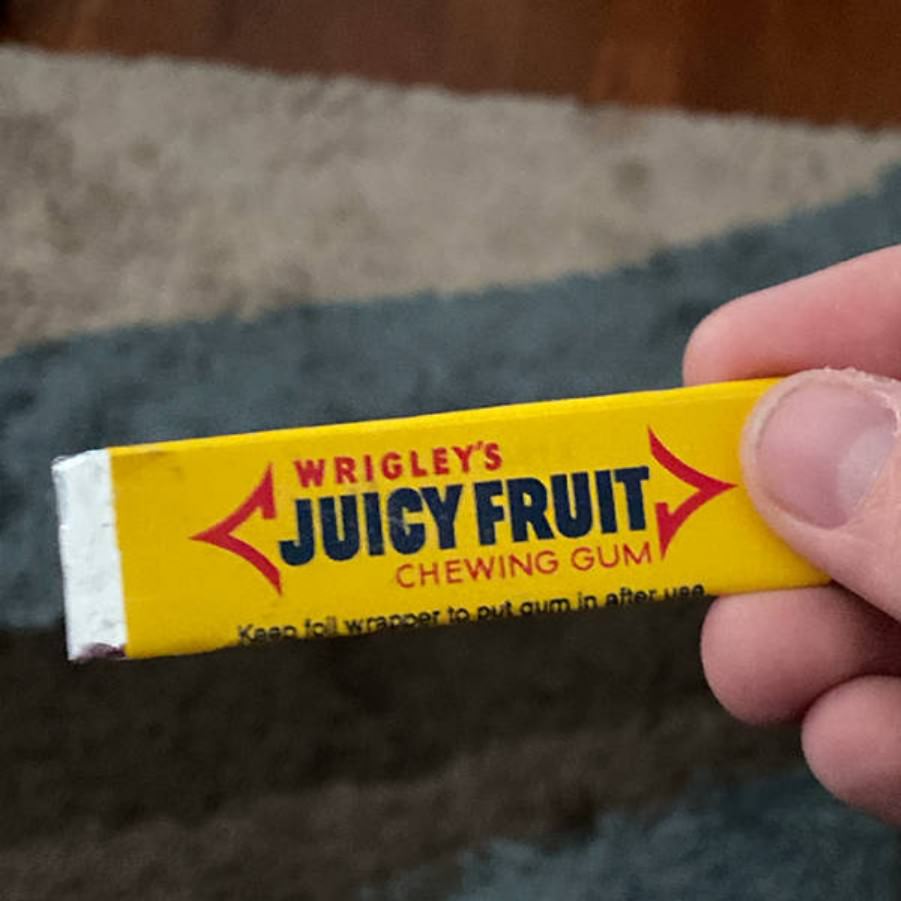 WRIGLEY'S
JUICY FRUIT
CHEWING GUM
Keep foil wrapper to put gum in after use